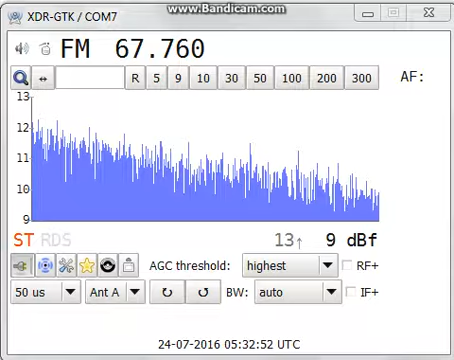 www.Bandicam.com
XDR-GTK / COM7
FM 67.760
R 5 9 10 30 50 100 200 300 AF:
13
12
11
10
9
ST RDS 13↑ 9 dBf
AGC threshold: highest RF+
50 us Ant A BW: auto IF+
24-07-2016 05:32:52 UTC